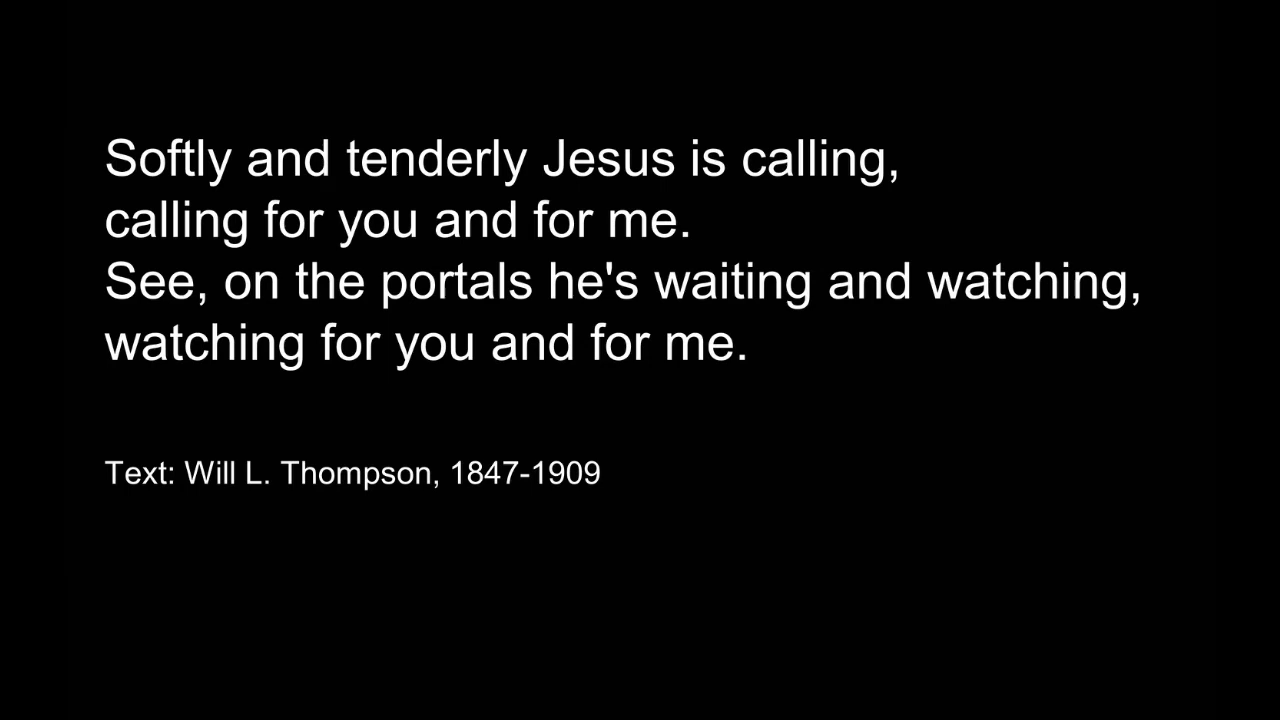 Softly and tenderly Jesus is calling,
calling for you and for me.
See, on the portals he's waiting and watching,
watching for you and for me.
Text: Will L. Thompson, 1847-1909